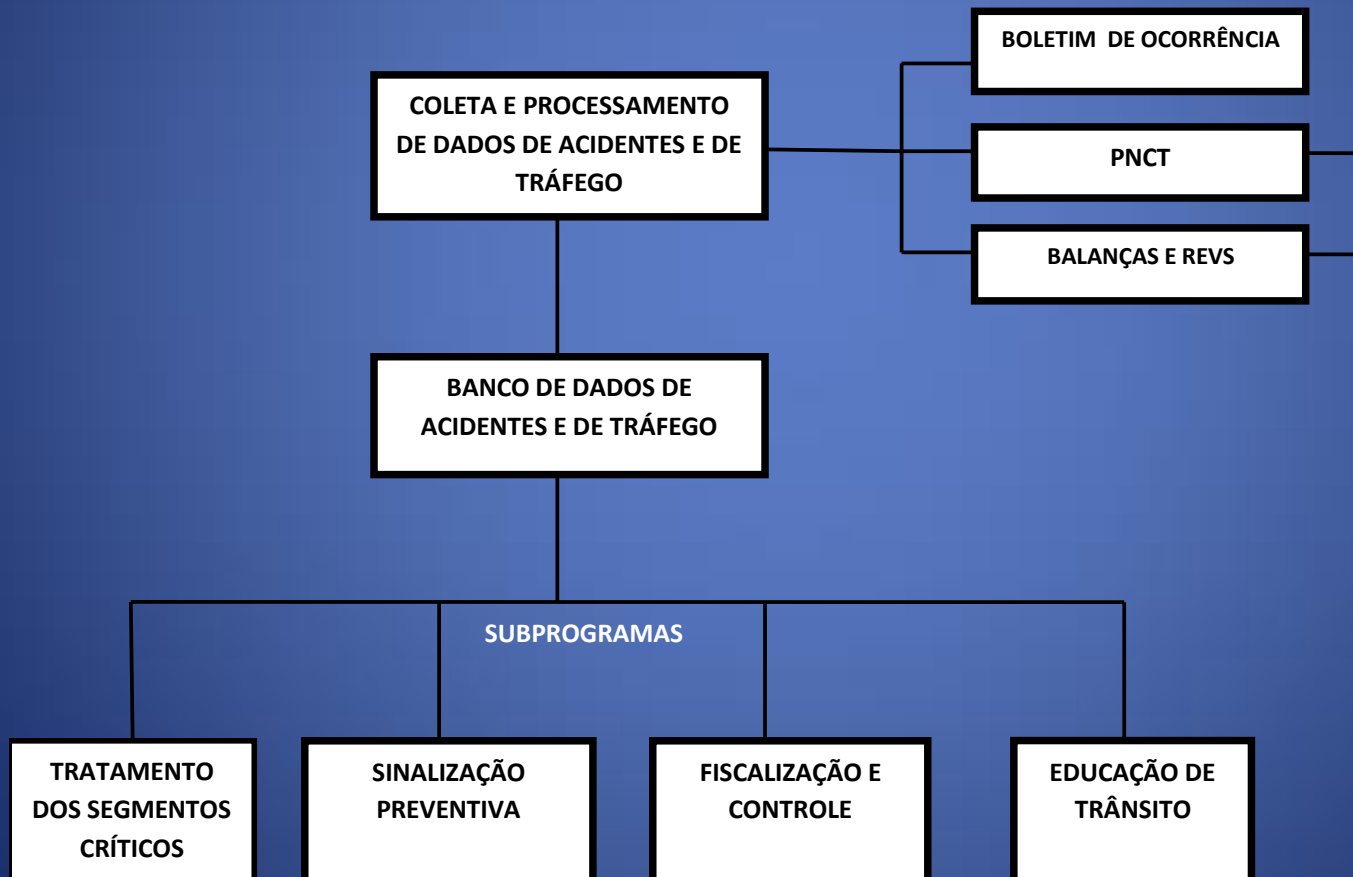 BOLETIM DE OCORRÊNCIA
COLETA E PROCESSAMENTO
DE DADOS DE ACIDENTES E DE
TRÁFEGO
PNCT
BALANÇAS E REVS
BANCO DE DADOS DE
ACIDENTES E DE TRÁFEGO
SUBPROGRAMAS
TRATAMENTO
DOS SEGMENTOS
CRÍTICOS
SINALIZAÇÃO
PREVENTIVA
FISCALIZAÇÃO E
CONTROLE
EDUCAÇÃO DE
TRÂNSITO